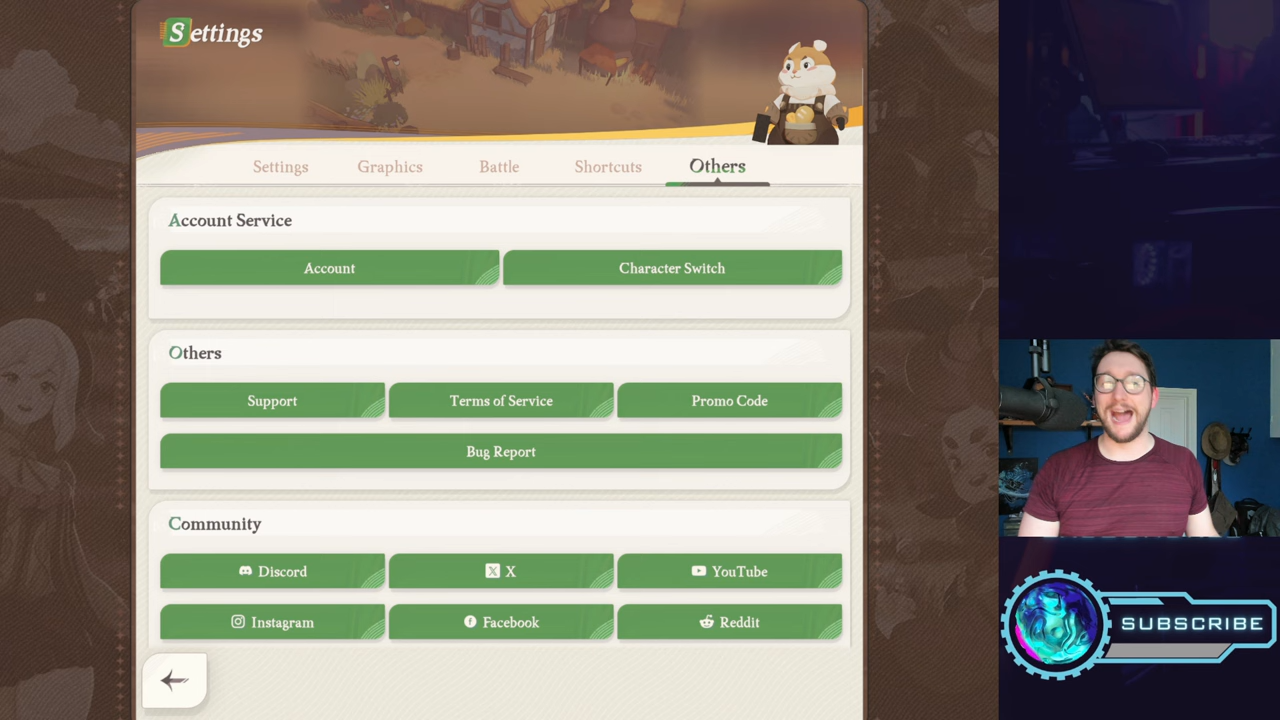 Settings
Settings Graphics Battle Shortcuts Others
Account Service
Account Character Switch
Others
Support Terms of Service Promo Code
Bug Report
Community
Discord X YouTube
Instagram Facebook Reddit
SUBSCRIBE